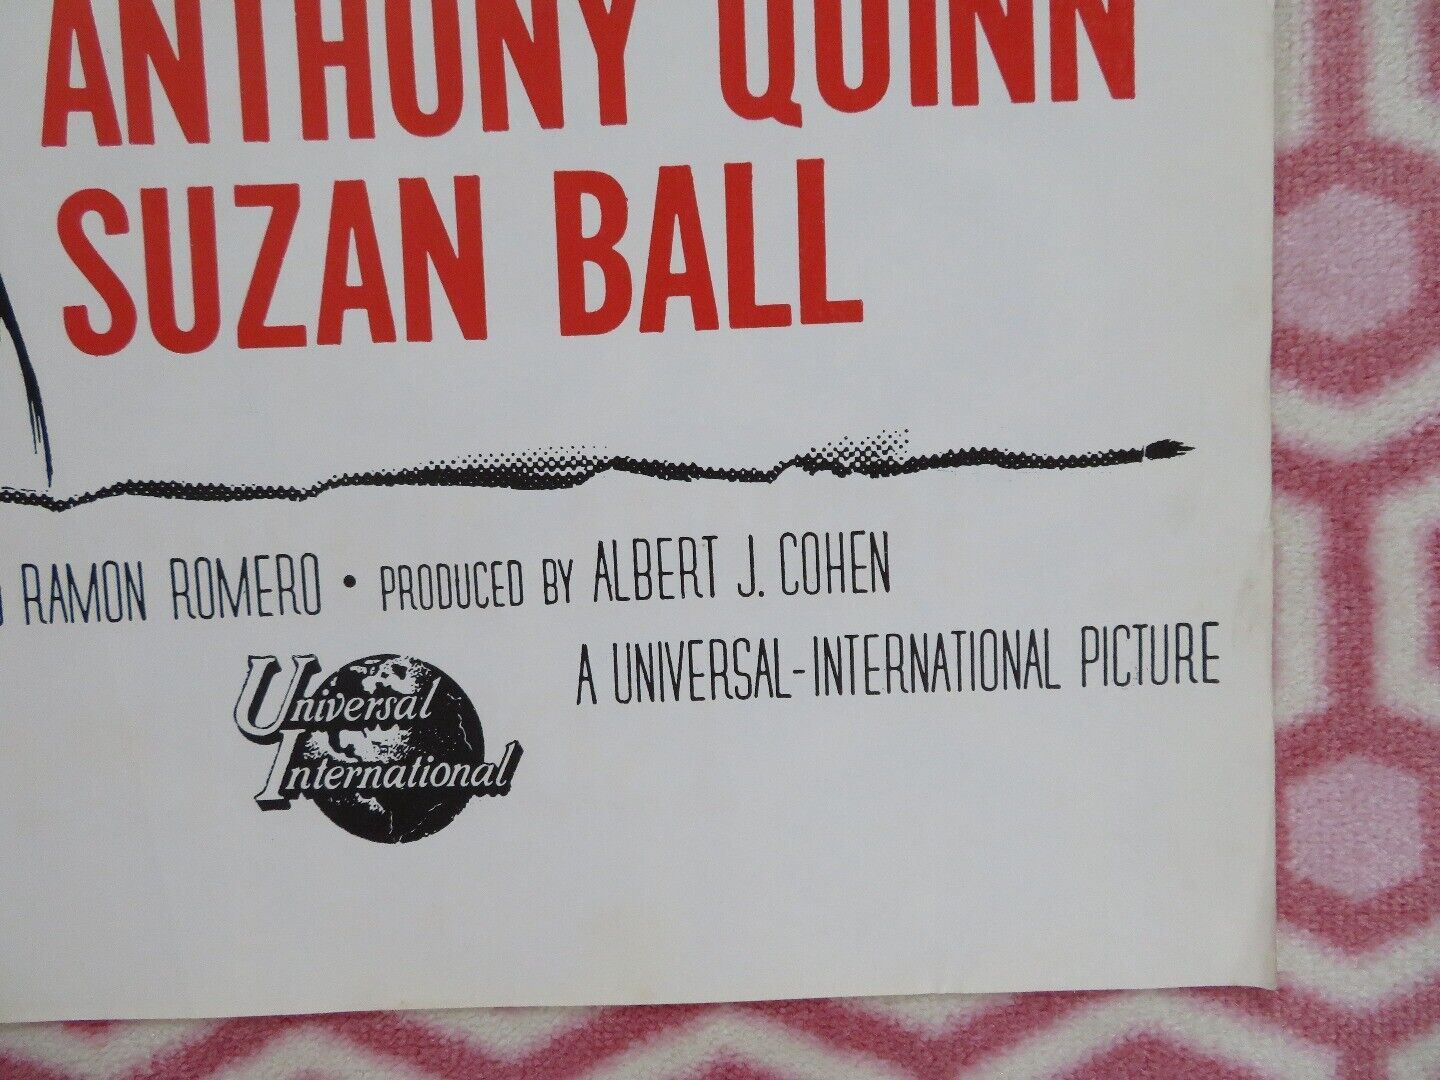 ANTHONY QUINN
SUZAN BALL
RAMON ROMERO • PRODUCED BY ALBERT J. COHEN
A UNIVERSAL-INTERNATIONAL PICTURE
Universal
International